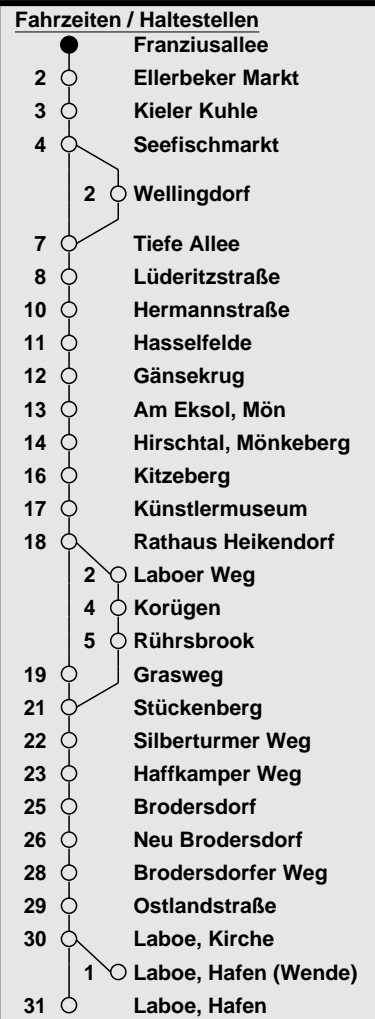 Fahrzeiten / Haltestellen
Franziusallee
2 Ellerbeker Markt
3 Kieler Kuhle
4 Seefischmarkt
2 Wellingdorf
7 Tiefe Allee
8 Lüderitzstraße
10 Hermannstraße
11 Hasselfelde
12 Gänsekrug
13 Am Eksol, Mön
14 Hirschtal, Mönkeberg
16 Kitzeberg
17 Künstlermuseum
18 Rathaus Heikendorf
2 Laboer Weg
4 Korügen
5 Rührsbrook
19 Grasweg
21 Stückenberg
22 Silberturmer Weg
23 Haffkamper Weg
25 Brodersdorf
26 Neu Brodersdorf
28 Brodersdorfer Weg
29 Ostlandstraße
30 Laboe, Kirche
1 Laboe, Hafen (Wende)
31 Laboe, Hafen